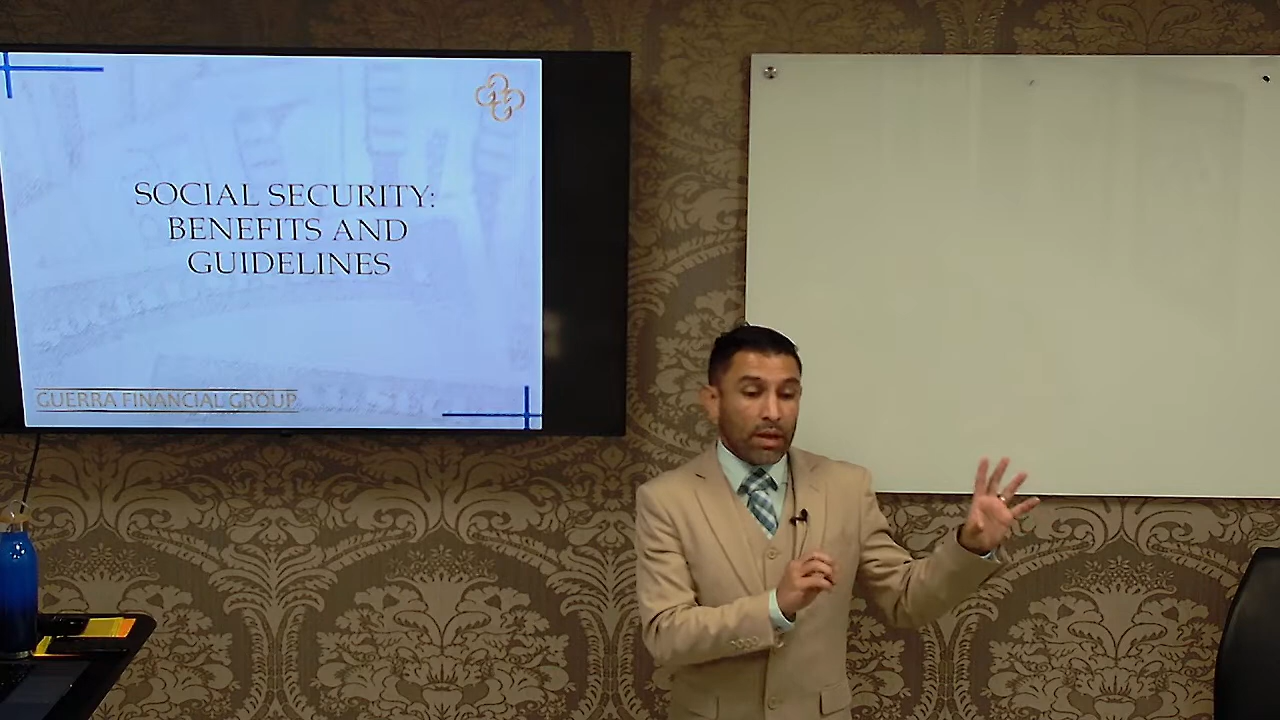 SOCIAL SECURITY:
BENEFITS AND
GUIDELINES
GUERRA FINANCIAL GROUP